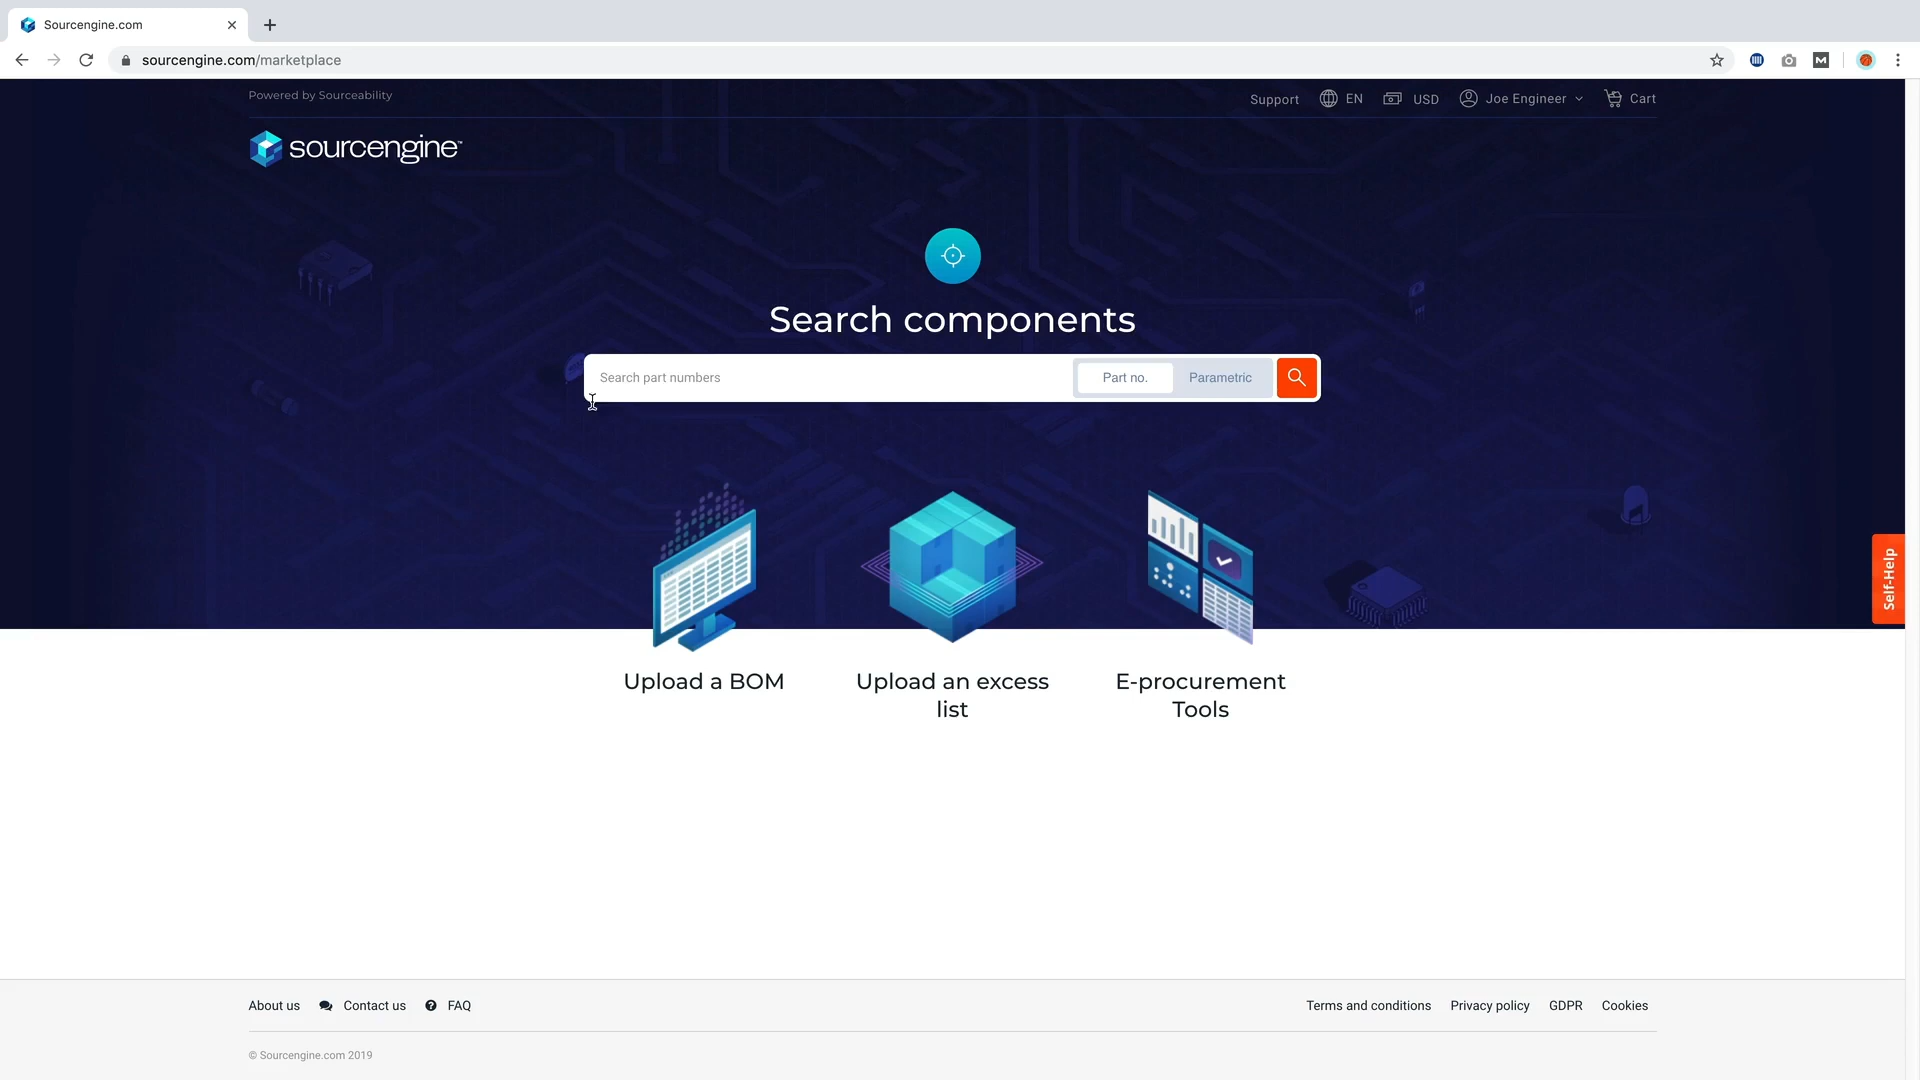 Sourcengine.com
sourcengine.com/marketplace
Powered by Sourceability
Support EN USD Joe Engineer Cart
sourcengine™
Search components
Search part numbers Part no. Parametric
Self-Help
Upload a BOM
Upload an excess
list
E-procurement
Tools
About us Contact us FAQ
Terms and conditions Privacy policy GDPR Cookies
© Sourcengine.com 2019